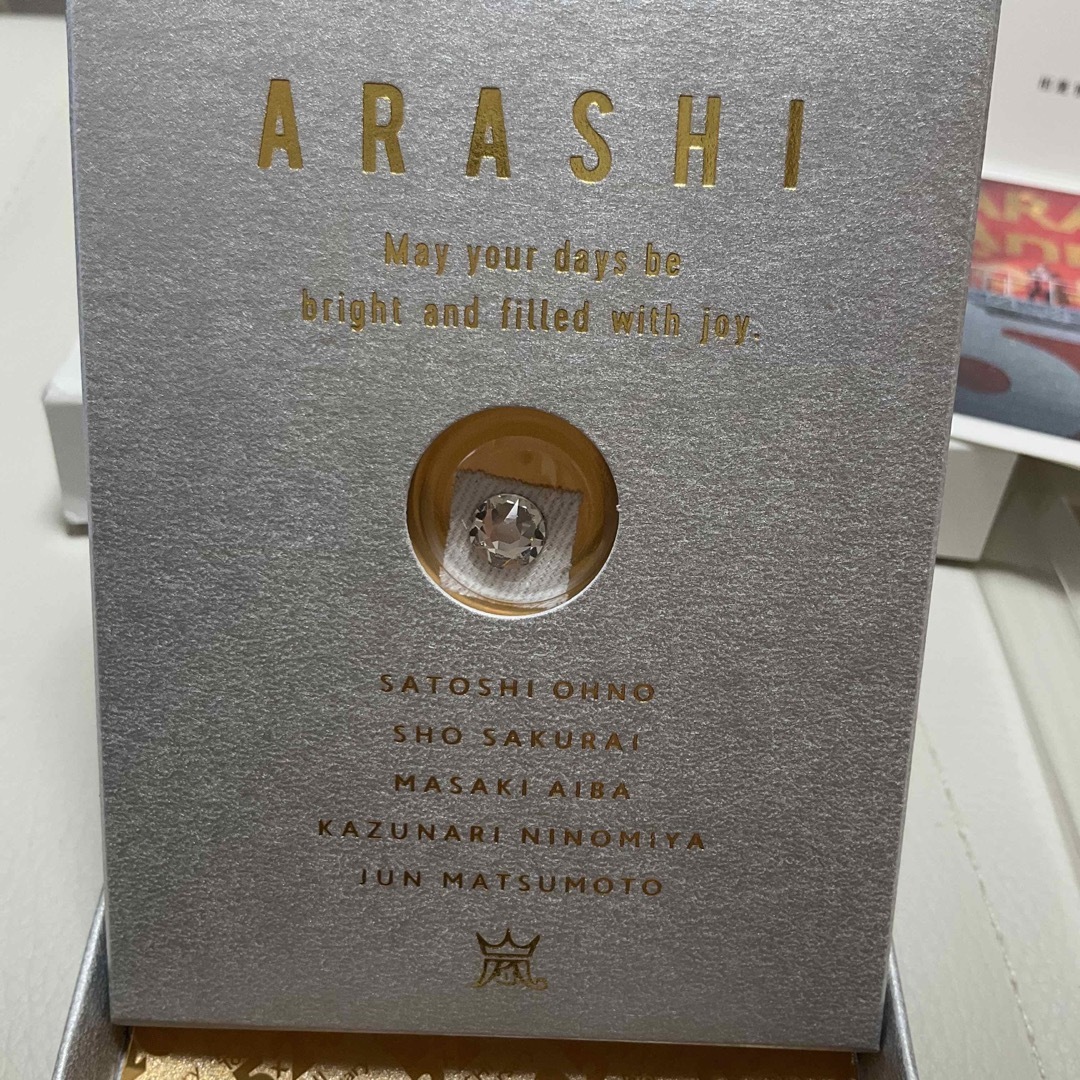 ARASHI
May your days be
bright and filled with joy.
SATOSHI OHNO
SHO SAKURAI
MASAKI AIBA
KAZUNARI NINOMIYA
JUN MATSUMOTO